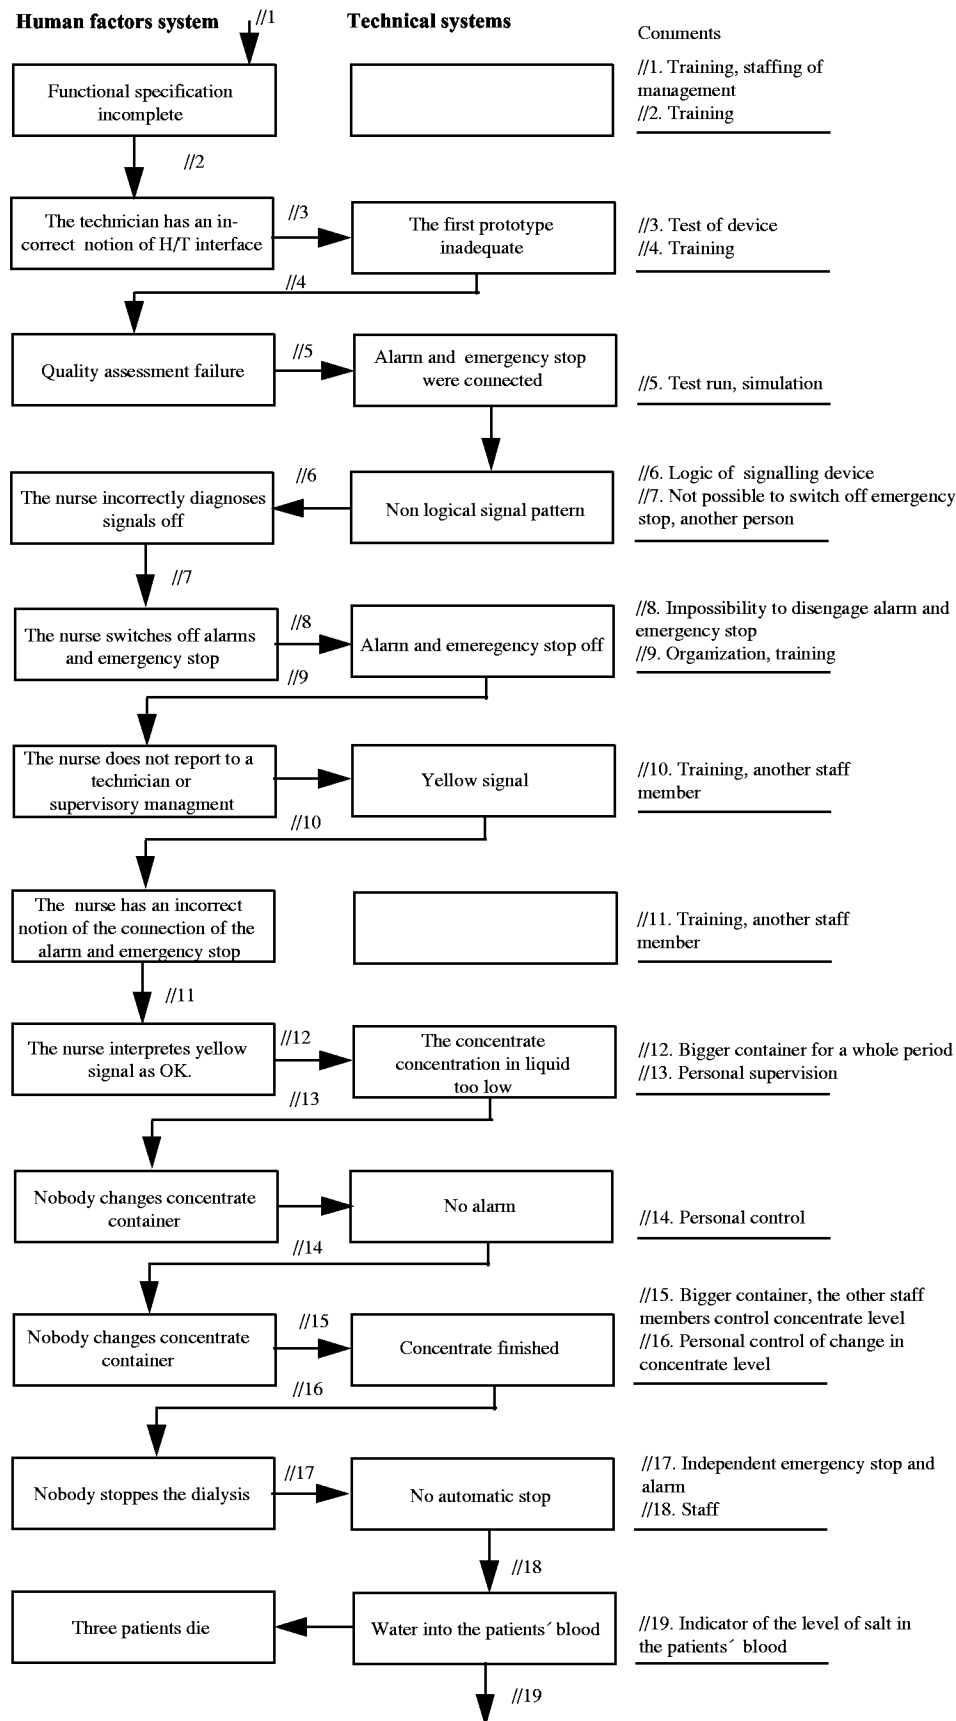 Human factors system
//1
Technical systems
Comments
Functional specification
incomplete
//1. Training, staffing of
management
//2. Training
//2
The technician has an in-
correct notion of H/T interface
//3
The first prototype
inadequate
//3. Test of device
//4. Training
//4
Quality assessment failure
//5
Alarm and emergency stop
were connected
//5. Test run, simulation
The nurse incorrectly diagnoses
signals off
//6
Non logical signal pattern
//6. Logic of signalling device
//7. Not possible to switch off emergency
stop, another person
//7
The nurse switches off alarms
and emergency stop
//8
Alarm and emeregency stop off
//8. Impossibility to disengage alarm and
emergency stop
//9. Organization, training
//9
The nurse does not report to a
technician or
supervisory managment
Yellow signal
//10. Training, another staff
member
//10
The nurse has an incorrect
notion of the connection of the
alarm and emergency stop
//11. Training, another staff
member
//11
The nurse interpretes yellow
signal as OK.
//12
The concentrate
concentration in liquid
too low
//12. Bigger container for a whole period
//13. Personal supervision
//13
Nobody changes concentrate
container
No alarm
//14. Personal control
//14
Nobody changes concentrate
container
//15
Concentrate finished
//15. Bigger container, the other staff
members control concentrate level
//16. Personal control of change in
concentrate level
//16
Nobody stoppes the dialysis
//17
No automatic stop
//17. Independent emergency stop and
alarm
//18. Staff
//18
Three patients die
Water into the patients´ blood
//19. Indicator of the level of salt in
the patients´ blood
//19